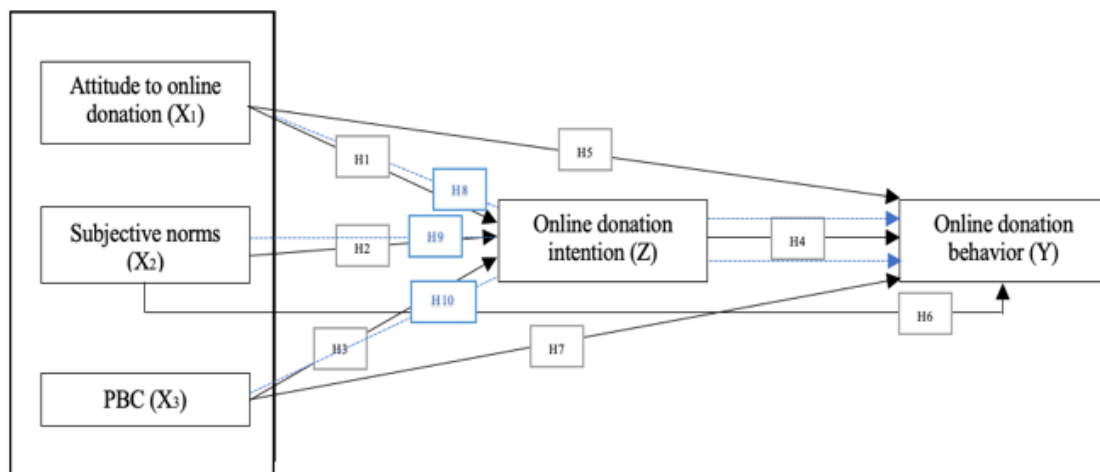 Attitude to online
donation (X1)
H1
H5
H8
Subjective norms
(X2)
H2
H9
Online donation
intention (Z)
H4
Online donation
behavior (Y)
H10
H6
H3
H7
PBC (X3)